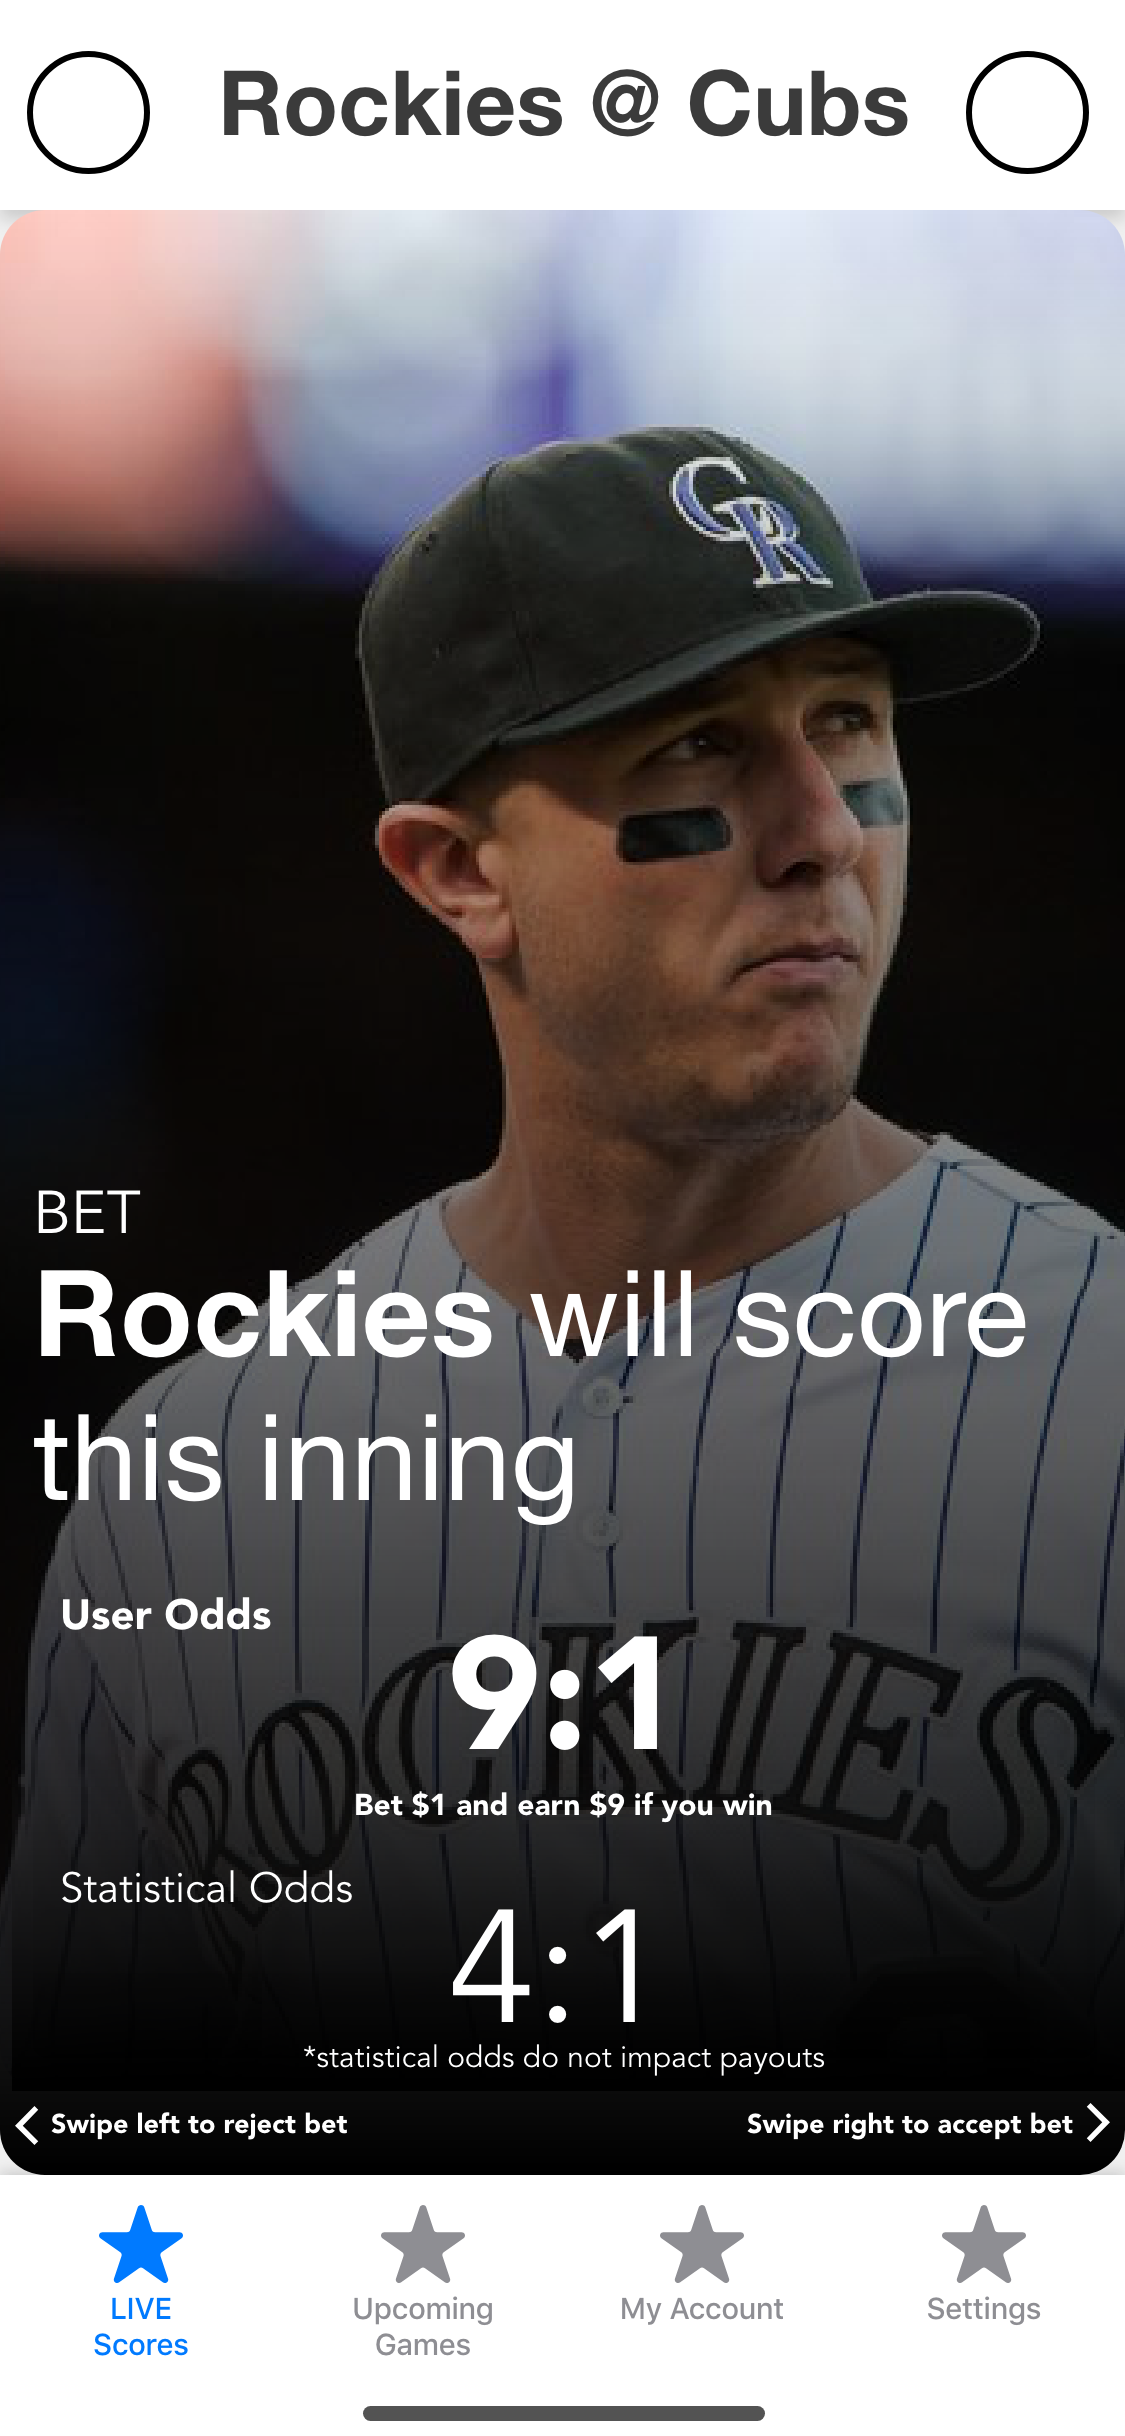 Rockies @ Cubs
CR
BET
Rockies will score
this inning
User Odds
9:1
ROCKIES
Bet $1 and earn $9 if you win
Statistical Odds
4:1
*statistical odds do not impact payouts
Swipe left to reject bet
Swipe right to accept bet
LIVE
Scores
Upcoming
Games
My Account
Settings